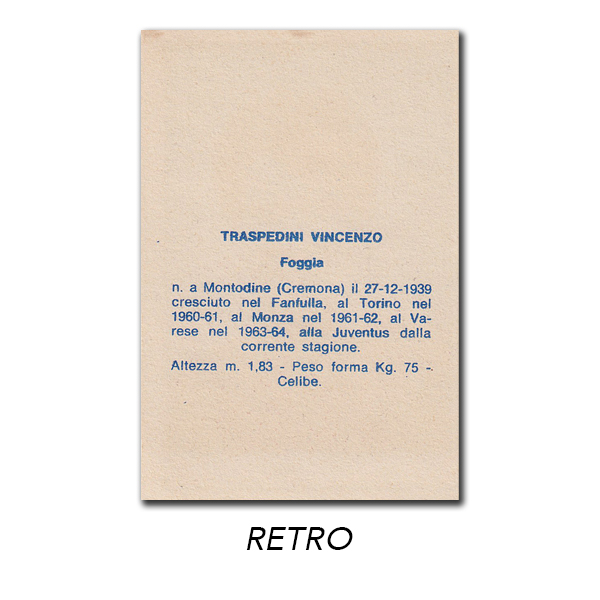 TRASPEDINI VINCENZO
Foggia
n. a Montodine (Cremona) il 27-12-1939
cresciuto nel Fanfulla, al Torino nel
1960-61, al Monza nel 1961-62, al Va-
rese nel 1963-64, alla Juventus dalla
corrente stagione.
Altezza m. 1,83 - Peso forma Kg. 75 -
Celibe.
RETRO